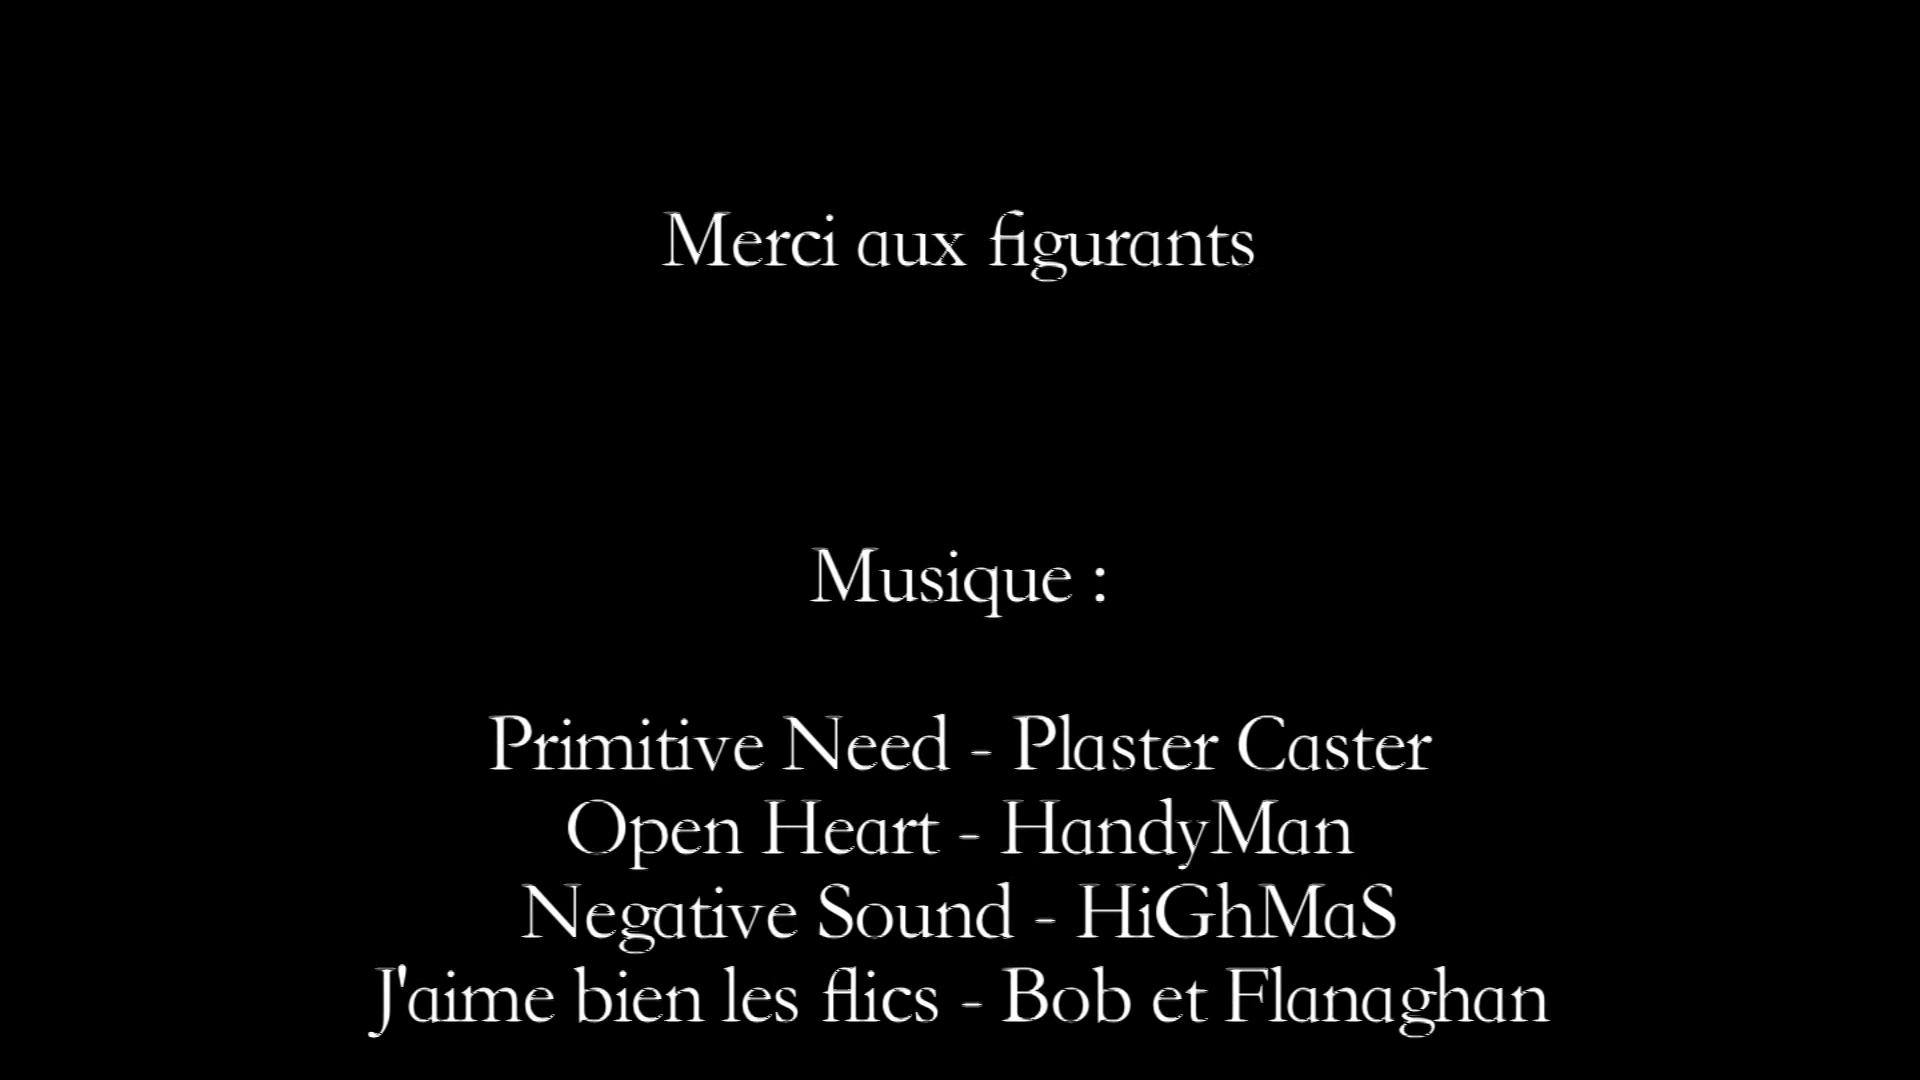 Merci aux figurants
Musique :
Primitive Need - Plaster Caster
Open Heart - HandyMan
Negative Sound - HiGhMaS
J'aime bien les flics - Bob et Flanaghan